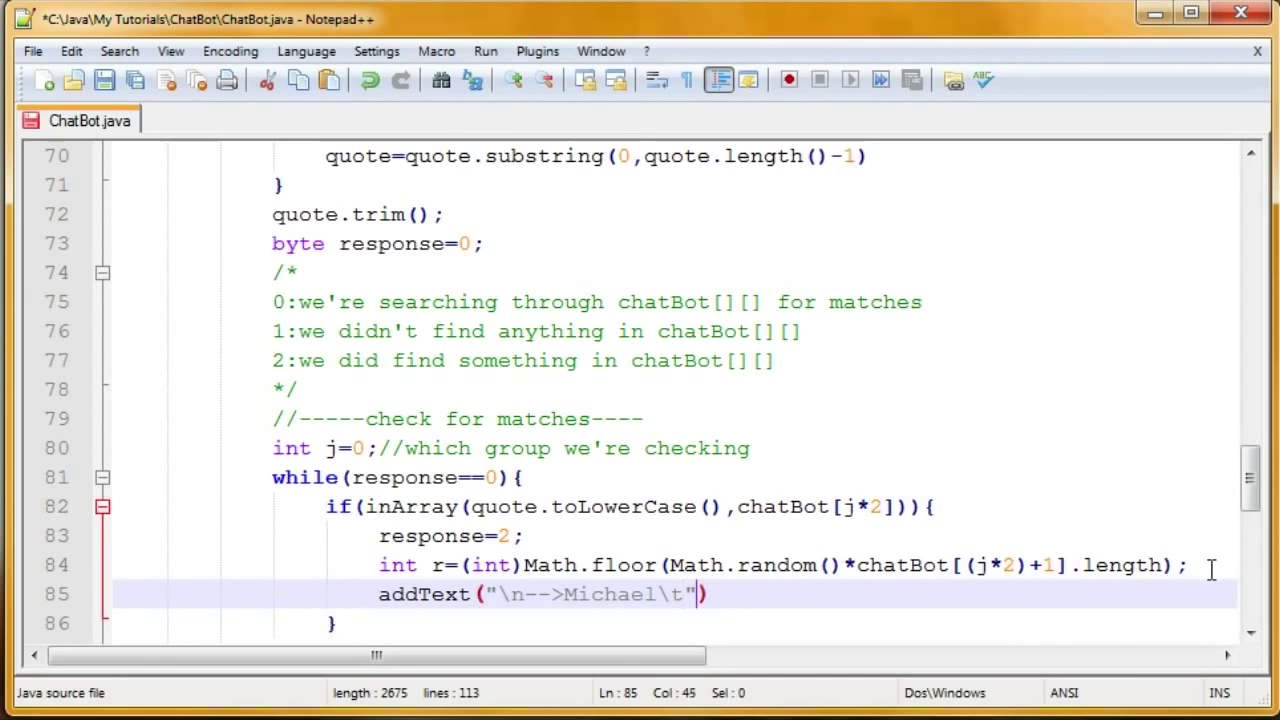 *C:\Java\My Tutorials\ChatBot\ChatBot.java - Notepad++
File Edit Search View Encoding Language Settings Macro Run Plugins Window ? X
ABC
ChatBot.java
70 quote=quote.substring(0,quote.length()-1)
71 }
72 quote.trim();
73 byte response=0;
74 /*
75 0:we're searching through chatBot[][] for matches
76 1:we didn't find anything in chatBot[][]
77 2:we did find something in chatBot[][]
78 */
79 //-----check for matches----
80 int j=0;//which group we're checking
81 while(response==0){
82 if(inArray(quote.toLowerCase(),chatBot[j*2])){
83 response=2;
84 int r=(int)Math.floor(Math.random()*chatBot[(j*2)+1].length);
85 addText("\n-->Michael\t")
86 }
Java source file length : 2675 lines : 113 Ln : 85 Col : 45 Sel : 0 Dos\Windows ANSI INS